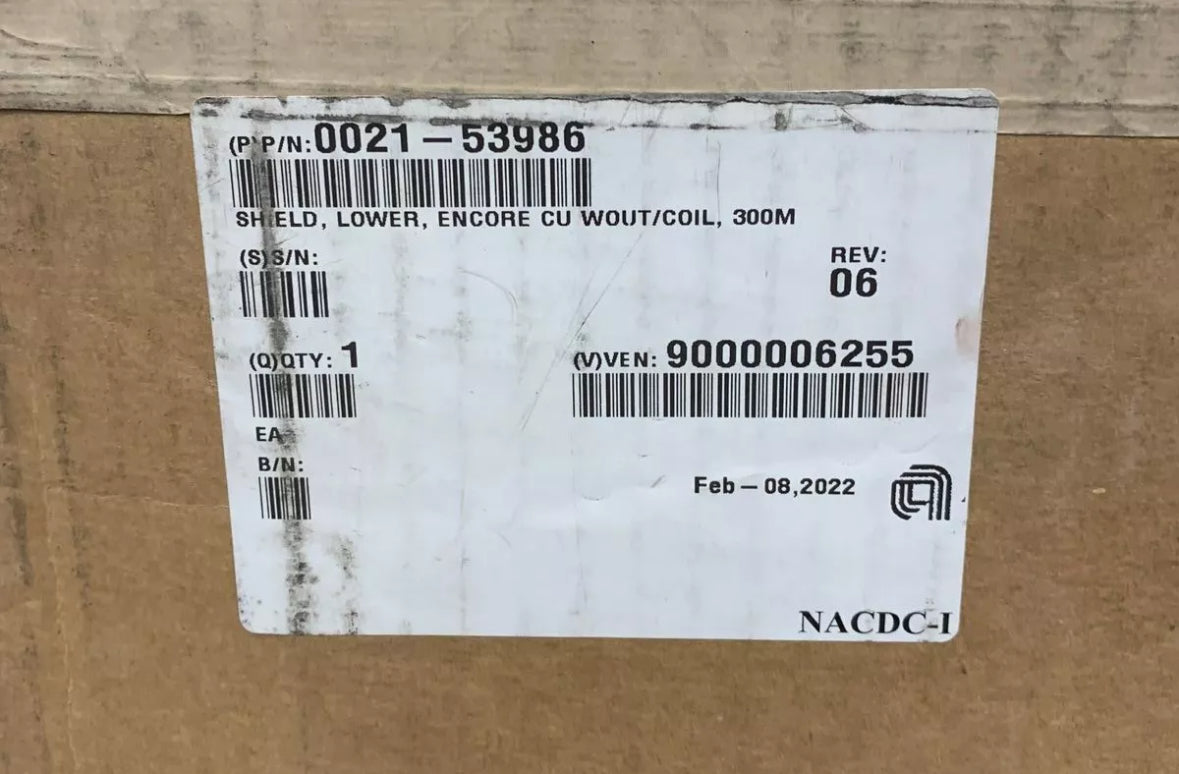 (P) P/N: 0021-53986
SHIELD, LOWER, ENCORE CU WOUT/COIL, 300M
(S) S/N:
REV:
06
(Q) QTY: 1
(V) VEN: 9000006255
EA
B/N:
Feb-08,2022
NACDC-I